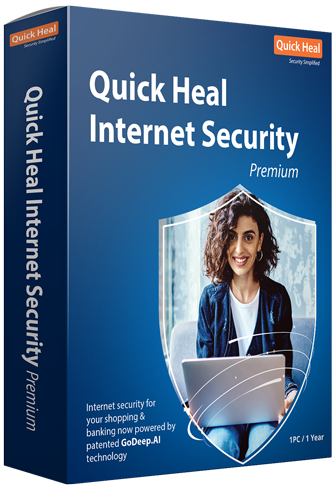 Quick Heal
Security Simplified
Quick Heal
Internet Security
Premium
Internet security for
your shopping &
banking now powered by
patented GoDeep.AI
technology
1PC / 1 Year
Quick Heal
Quick Heal Internet Security Premium